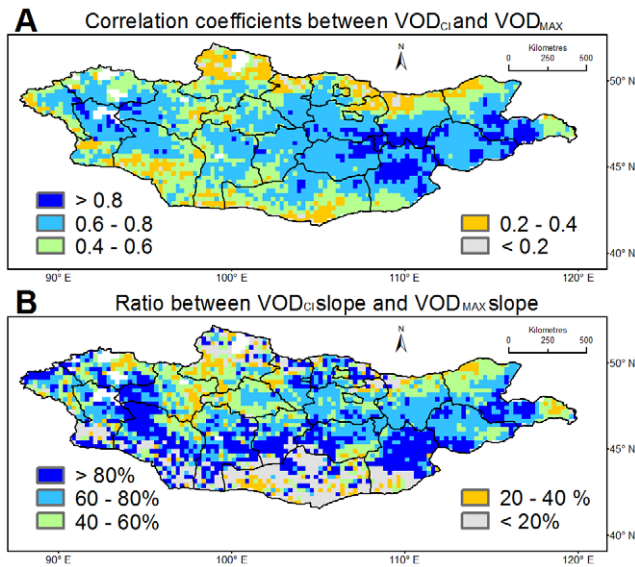 A Correlation coefficients between VODCI and VODMAX
N
Kilometres
0 250 500
50° N
45° N
40° N
> 0.8
0.6 - 0.8
0.4 - 0.6
0.2 - 0.4
< 0.2
90° E 100° E 110° E 120° E
B Ratio between VODCI slope and VODMAX slope
N
Kilometres
0 250 500
50° N
45° N
40° N
> 80%
60 - 80%
40 - 60%
20 - 40 %
< 20%
90° E 100° E 110° E 120° E